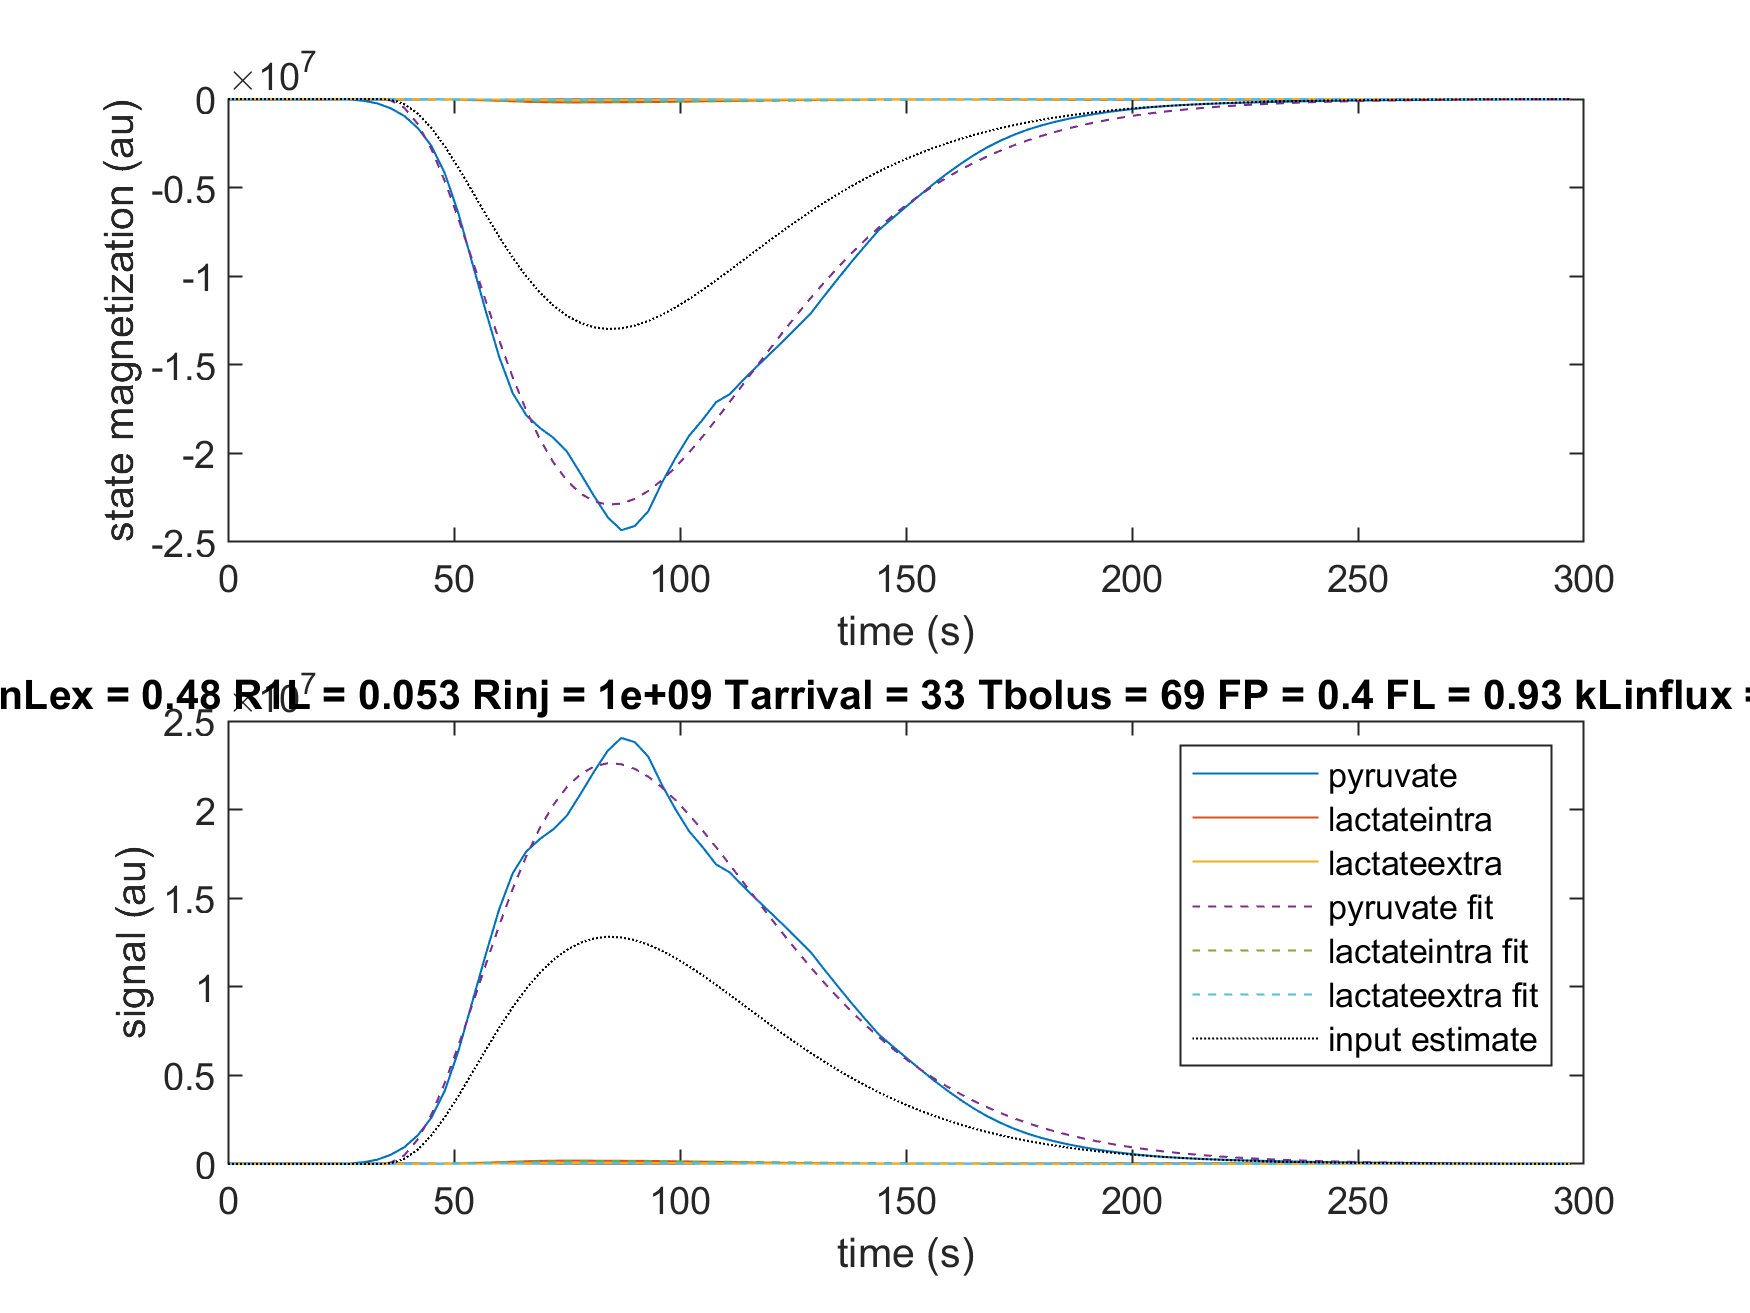 ×10^7
0
-0.5
-1
-1.5
-2
-2.5
state magnetization (au)
0 50 100 150 200 250 300
time (s)
nLex = 0.48 R1L = 0.053 Rinj = 1e+09 Tarrival = 33 Tbolus = 69 FP = 0.4 FL = 0.93 kLinflux =
×10^7
2.5
2
1.5
1
0.5
0
signal (au)
pyruvate
lactateintra
lactateextra
pyruvate fit
lactateintra fit
lactateextra fit
input estimate
0 50 100 150 200 250 300
time (s)